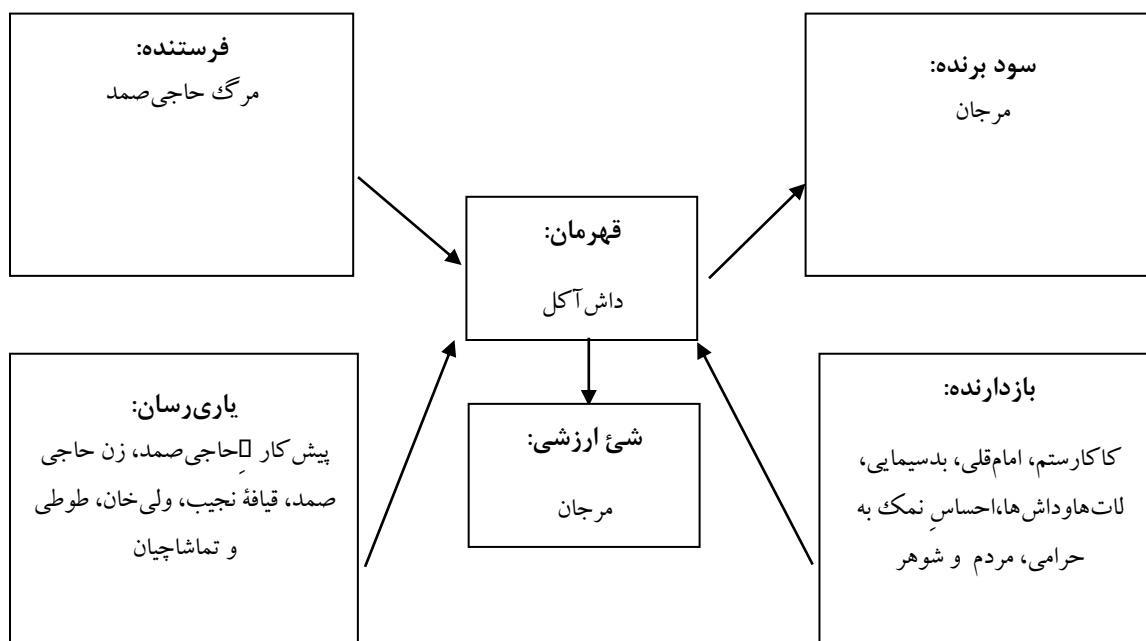 فرستنده:
مرگ حاجی‌صمد
سود برنده:
مرجان
قهرمان:
داش‌آکل
یاری‌رسان:
پیش‌کار ِحاجی‌صمد، زن حاجی
صمد، قیافهٔ نجیب، ولی‌خان، طوطی
و تماشاچیان
شئ ارزشی:
مرجان
بازدارنده:
کاکارستم، امام‌قلی، بدسیمایی،
لات‌هاوداش‌ها،احساسِ نمک به
حرامی، مردم و شوهر